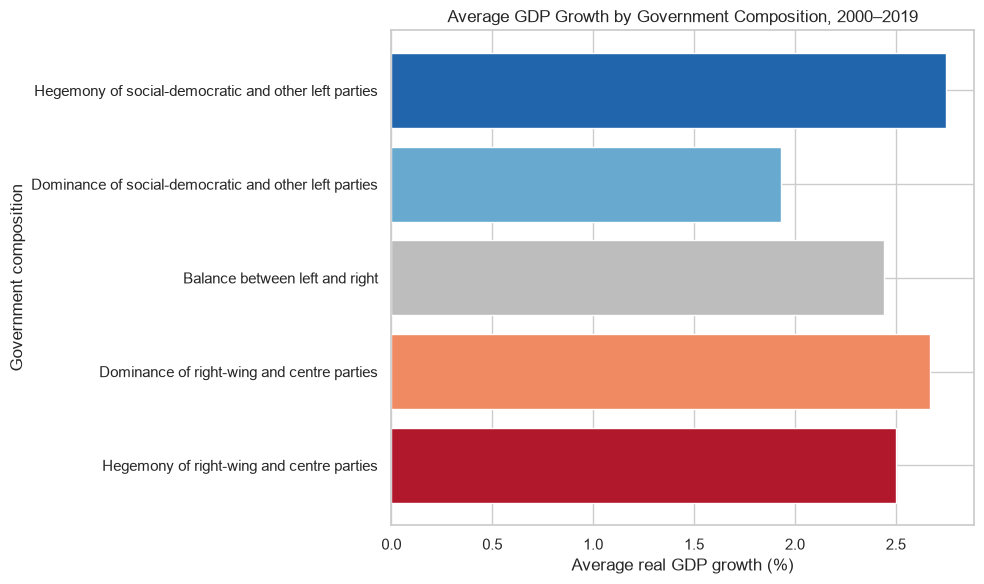 Average GDP Growth by Government Composition, 2000–2019
Government composition
Hegemony of social-democratic and other left parties
Dominance of social-democratic and other left parties
Balance between left and right
Dominance of right-wing and centre parties
Hegemony of right-wing and centre parties
0.0 0.5 1.0 1.5 2.0 2.5
Average real GDP growth (%)